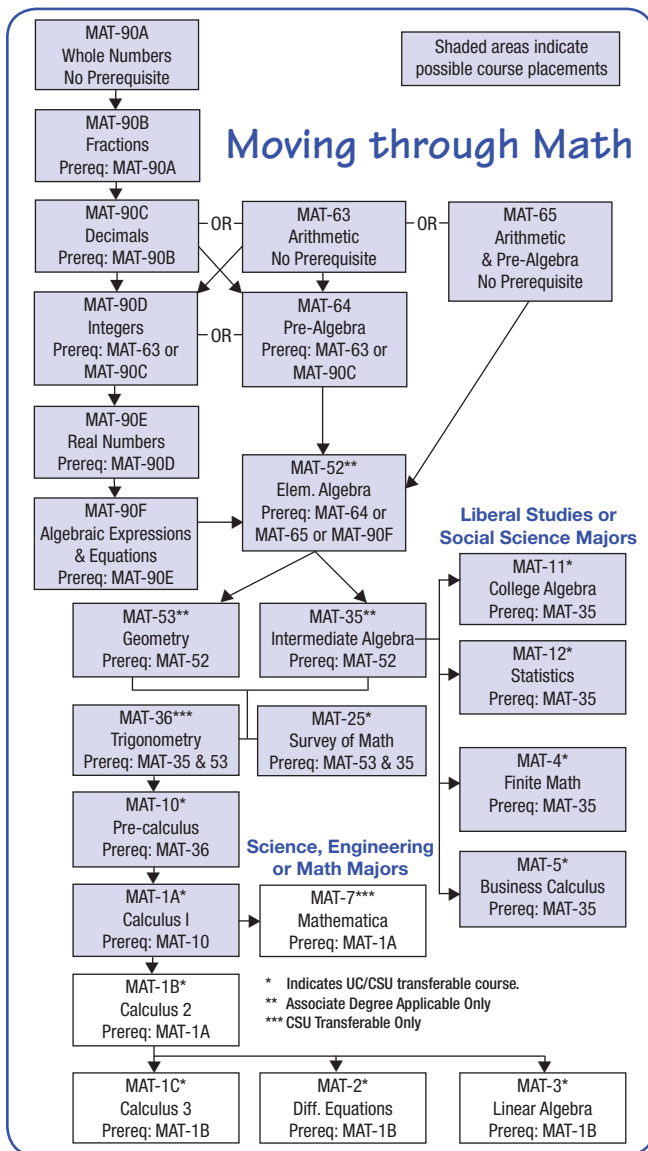 MAT-90A
Whole Numbers
No Prerequisite
Shaded areas indicate
possible course placements
Moving through Math
MAT-90B
Fractions
Prereq: MAT-90A
MAT-90C
Decimals
Prereq: MAT-90B
OR
MAT-63
Arithmetic
No Prerequisite
OR
MAT-65
Arithmetic
& Pre-Algebra
No Prerequisite
MAT-90D
Integers
Prereq: MAT-63 or
MAT-90C
OR
MAT-64
Pre-Algebra
Prereq: MAT-63 or
MAT-90C
MAT-90E
Real Numbers
Prereq: MAT-90D
MAT-90F
Algebraic Expressions
& Equations
Prereq: MAT-90E
MAT-52**
Elem. Algebra
Prereq: MAT-64 or
MAT-65 or MAT-90F
Liberal Studies or
Social Science Majors
MAT-11*
College Algebra
Prereq: MAT-35
MAT-53**
Geometry
Prereq: MAT-52
MAT-35**
Intermediate Algebra
Prereq: MAT-52
MAT-12*
Statistics
Prereq: MAT-35
MAT-36***
Trigonometry
Prereq: MAT-35 & 53
MAT-25*
Survey of Math
Prereq: MAT-53 & 35
MAT-4*
Finite Math
Prereq: MAT-35
MAT-10*
Pre-calculus
Prereq: MAT-36
Science, Engineering
or Math Majors
MAT-5*
Business Calculus
Prereq: MAT-35
MAT-1A*
Calculus I
Prereq: MAT-10
MAT-7***
Mathematica
Prereq: MAT-1A
MAT-1B*
Calculus 2
Prereq: MAT-1A
* Indicates UC/CSU transferable course.
** Associate Degree Applicable Only
*** CSU Transferable Only
MAT-1C*
Calculus 3
Prereq: MAT-1B
MAT-2*
Diff. Equations
Prereq: MAT-1B
MAT-3*
Linear Algebra
Prereq: MAT-1B